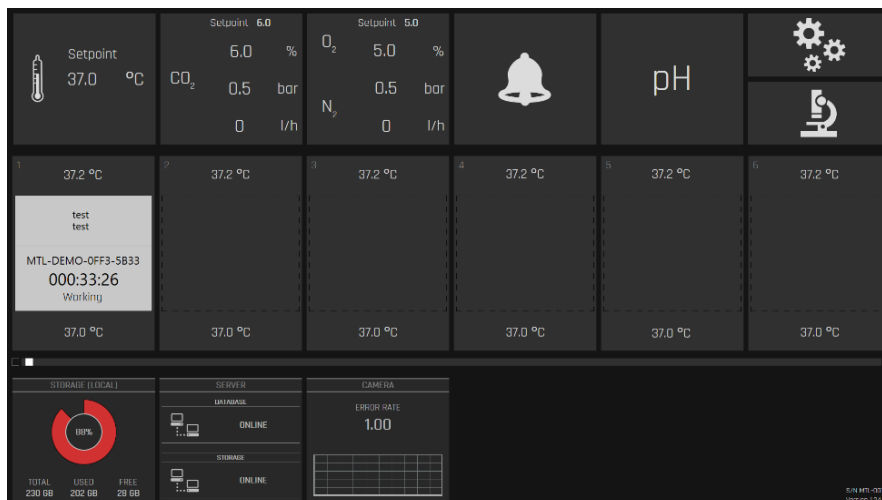 Setpoint
37.0 °C
Setpoint 6.0
6.0 %
CO2
0.5 bar
0 l/h
Setpoint 5.0
O2
5.0 %
0.5 bar
N2
0 l/h
pH
1
37.2 °C
2
37.2 °C
3
37.2 °C
4
37.2 °C
5
37.2 °C
6
37.2 °C
test
test
MTL-DEMO-0FF3-5B33
000:33:26
Working
37.0 °C
37.0 °C
37.0 °C
37.0 °C
37.0 °C
37.0 °C
STORAGE (LOCAL)
88%
TOTAL USED FREE
230 GB 202 GB 28 GB
SERVER
DATABASE
ONLINE
STORAGE
ONLINE
CAMERA
ERROR RATE
1.00
S/N MTL
Version